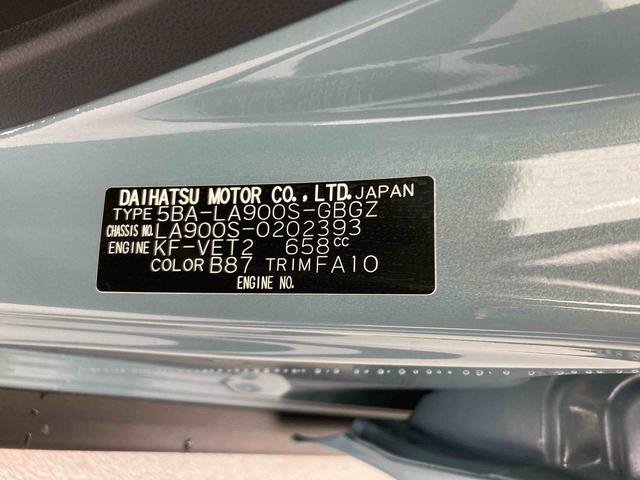 DAIHATSU MOTOR CO.,LTD. JAPAN
TYPE 5BA-LA900S-GBGZ
CHASSIS NO. LA900S-0202393
ENGINE KF-VET2 658cc
COLOR B87 TRIM FA10
ENGINE NO.